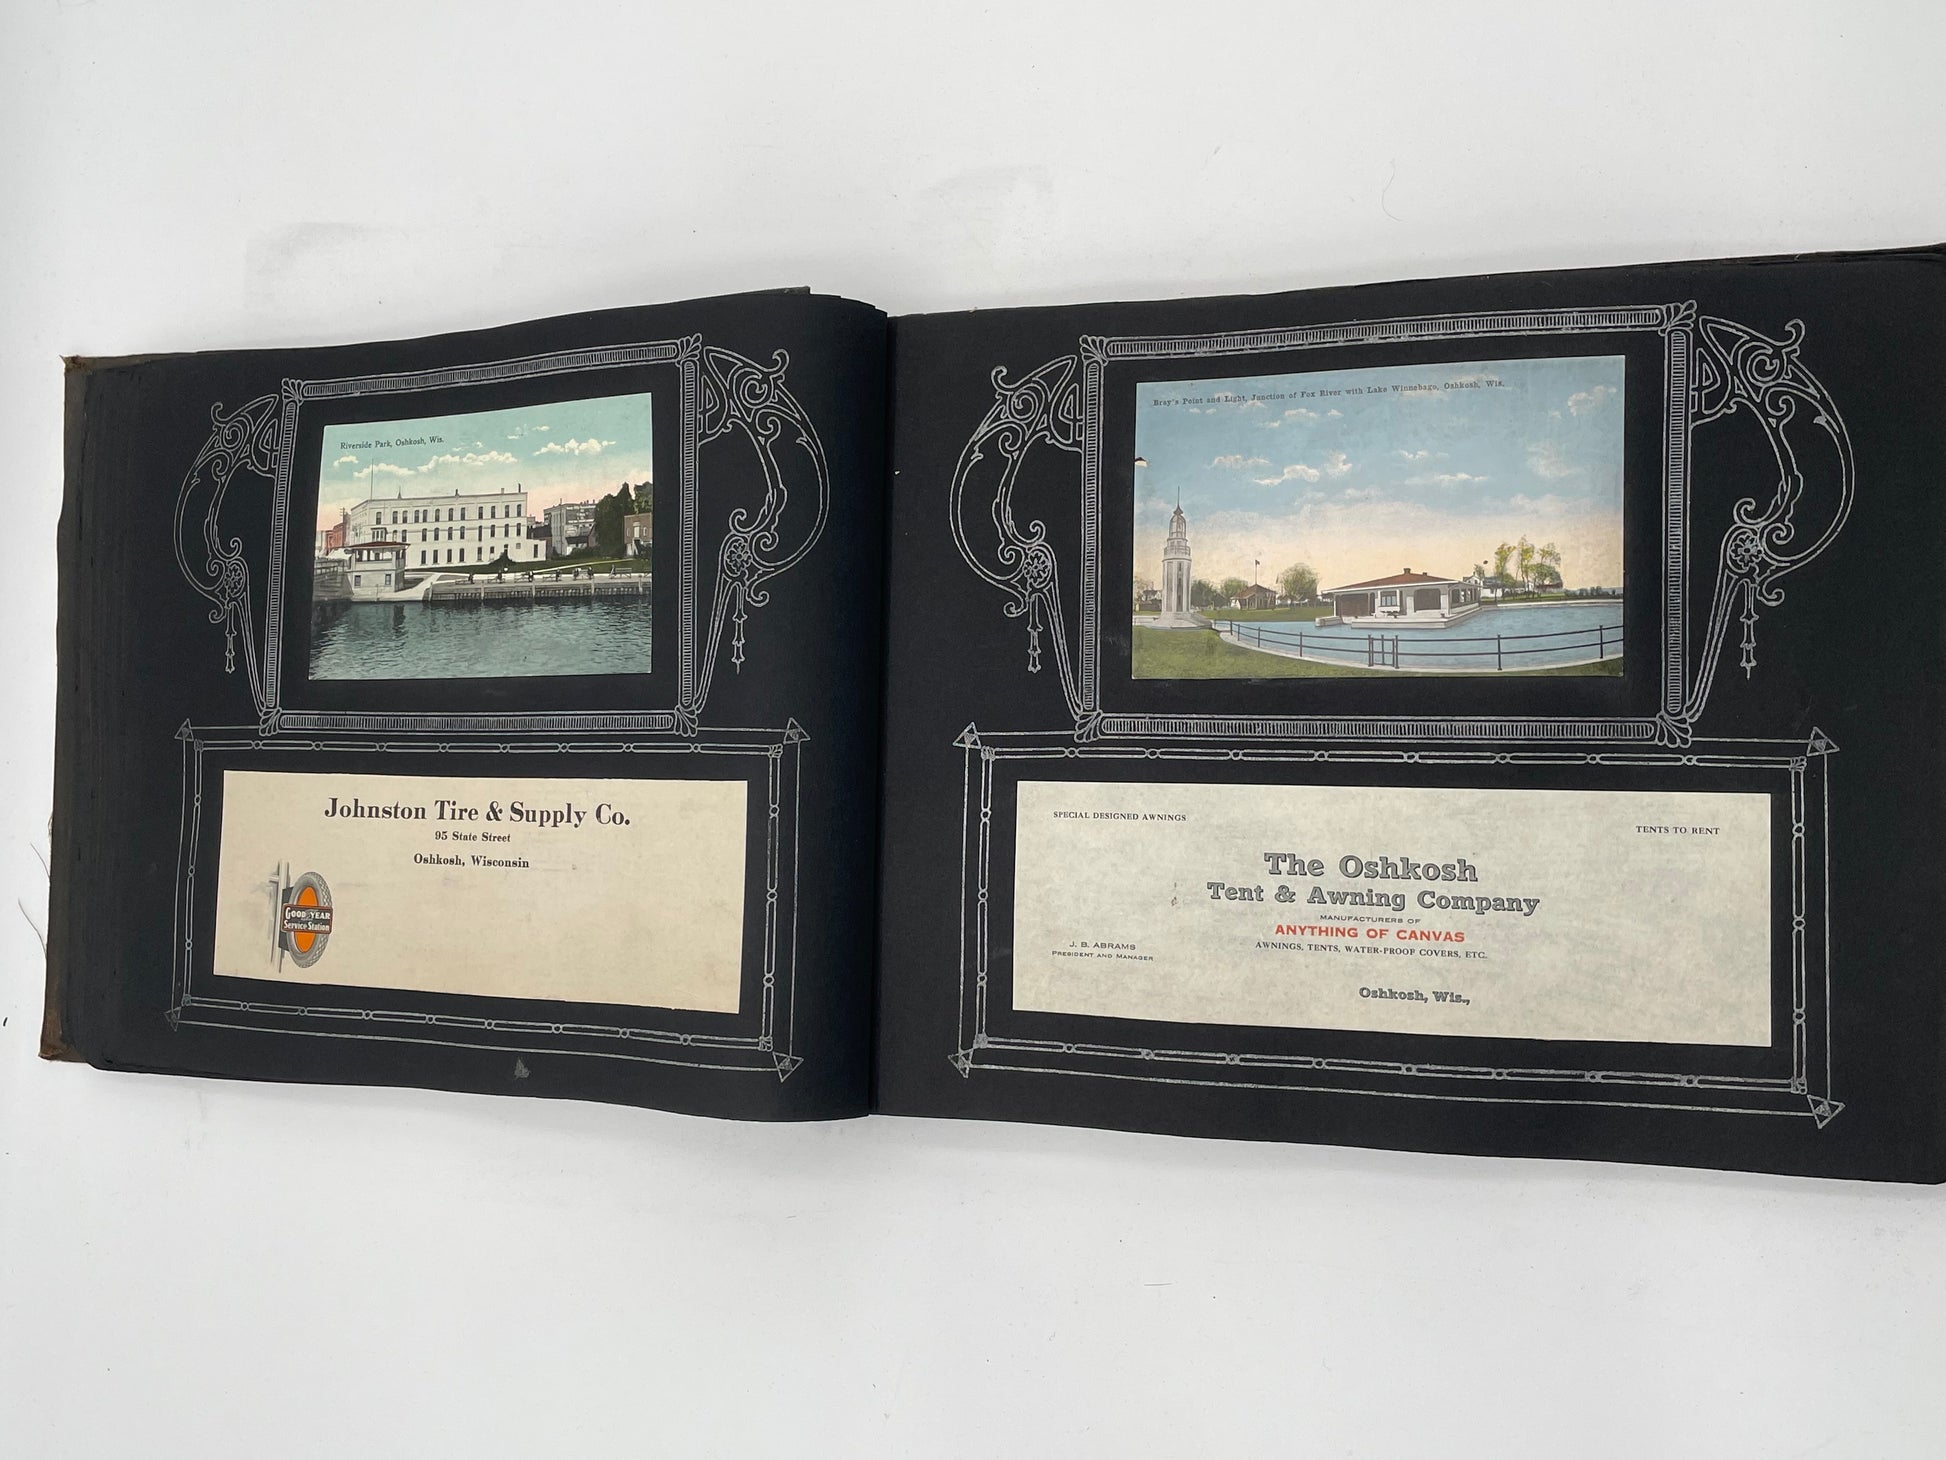 Riverside Park, Oshkosh, Wis.
Johnston Tire & Supply Co.
95 State Street
Oshkosh, Wisconsin
GOOD YEAR
Service Station
Bray's Point and Light, Junction of Fox River with Lake Winnebago, Oshkosh, Wis.
SPECIAL DESIGNED AWNINGS
TENTS TO RENT
The Oshkosh
Tent & Awning Company
MANUFACTURERS OF
ANYTHING OF CANVAS
AWNINGS, TENTS, WATER-PROOF COVERS, ETC.
J. B. ABRAMS
PRESIDENT AND MANAGER
Oshkosh, Wis.,